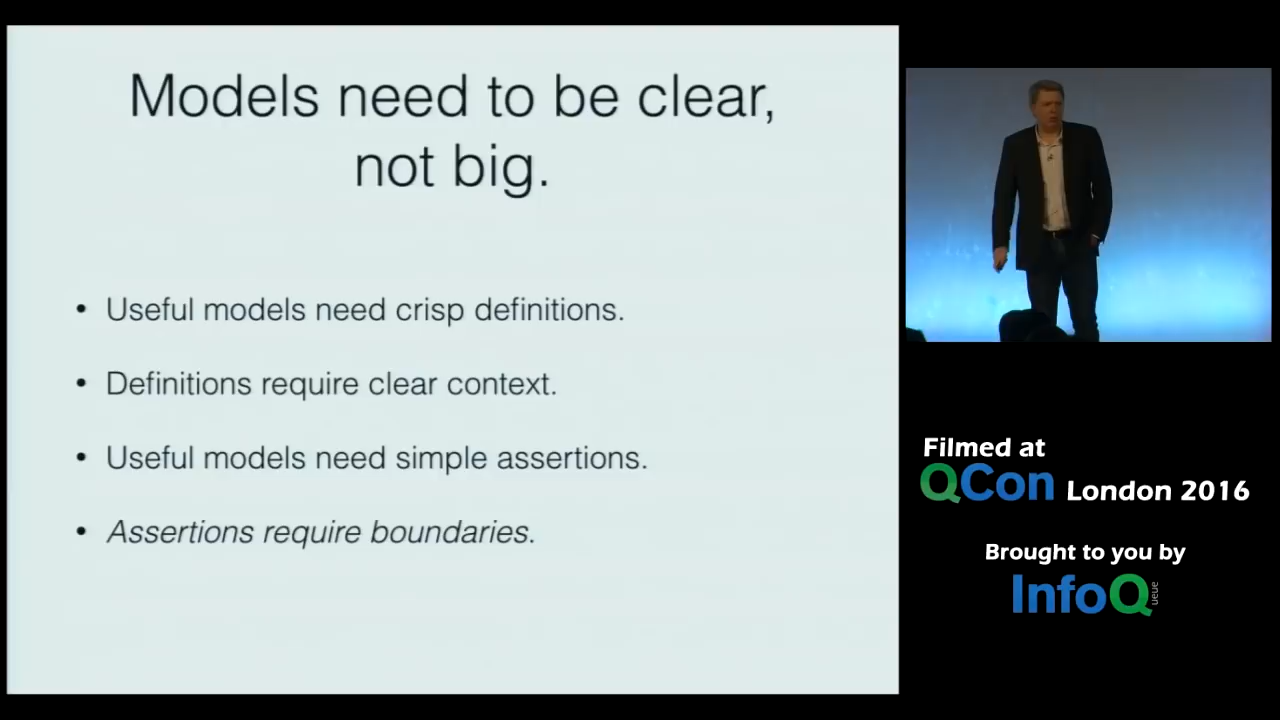 Models need to be clear,
not big.
• Useful models need crisp definitions.
• Definitions require clear context.
• Useful models need simple assertions.
• Assertions require boundaries.
Filmed at
QCon London 2016
Brought to you by
InfoQueue